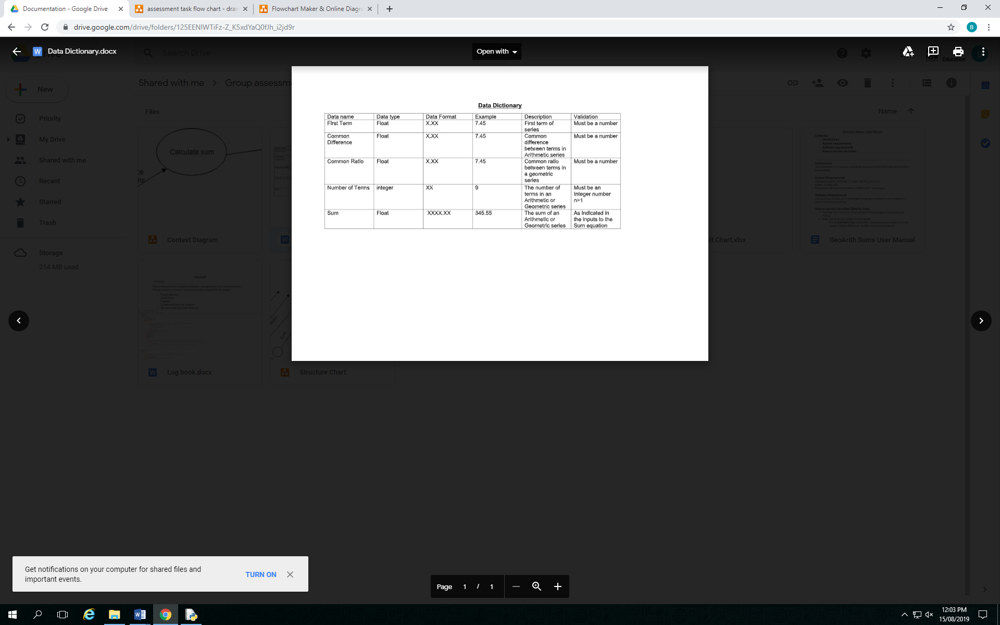 Documentation - Google Drive
assessment task flow chart - draw
Flowchart Maker & Online Diagra
drive.google.com/drive/folders/125EENlWTiFz-Z_K5xdYaQ0fJh_i2jd9r
B
W Data Dictionary.docx
Search Drive
Open with
Education
New
Shared with me > Group assessme
Files
Name
Priority
My Drive
Shared with me
Recent
Starred
Trash
Storage
214 MB used
Calculate sum
Context Diagram
W
tt Chart.xlsx
GeoArith Sums User Manual
W Log book.docx
Structure Chart
Data Dictionary
Data name Data type Data Format Example Description Validation
First Term Float X.XX 7.45 First term of Must be a number
series
Common Float X.XX 7.45 Common Must be a number
Difference difference
between terms in
Arithmetic series
Common Ratio Float X.XX 7.45 Common ratio Must be a number
between terms in
a geometric
series
Number of Terms integer XX 9 The number of Must be an
terms in an Integer number
Arithmetic or n>1
Geometric series
Sum Float XXXX.XX 345.55 The sum of an As Indicated in
Arithmetic or the inputs to the
Geometric series Sum equation
Get notifications on your computer for shared files and
important events.
TURN ON
Page 1 / 1
12:03 PM
15/08/2019